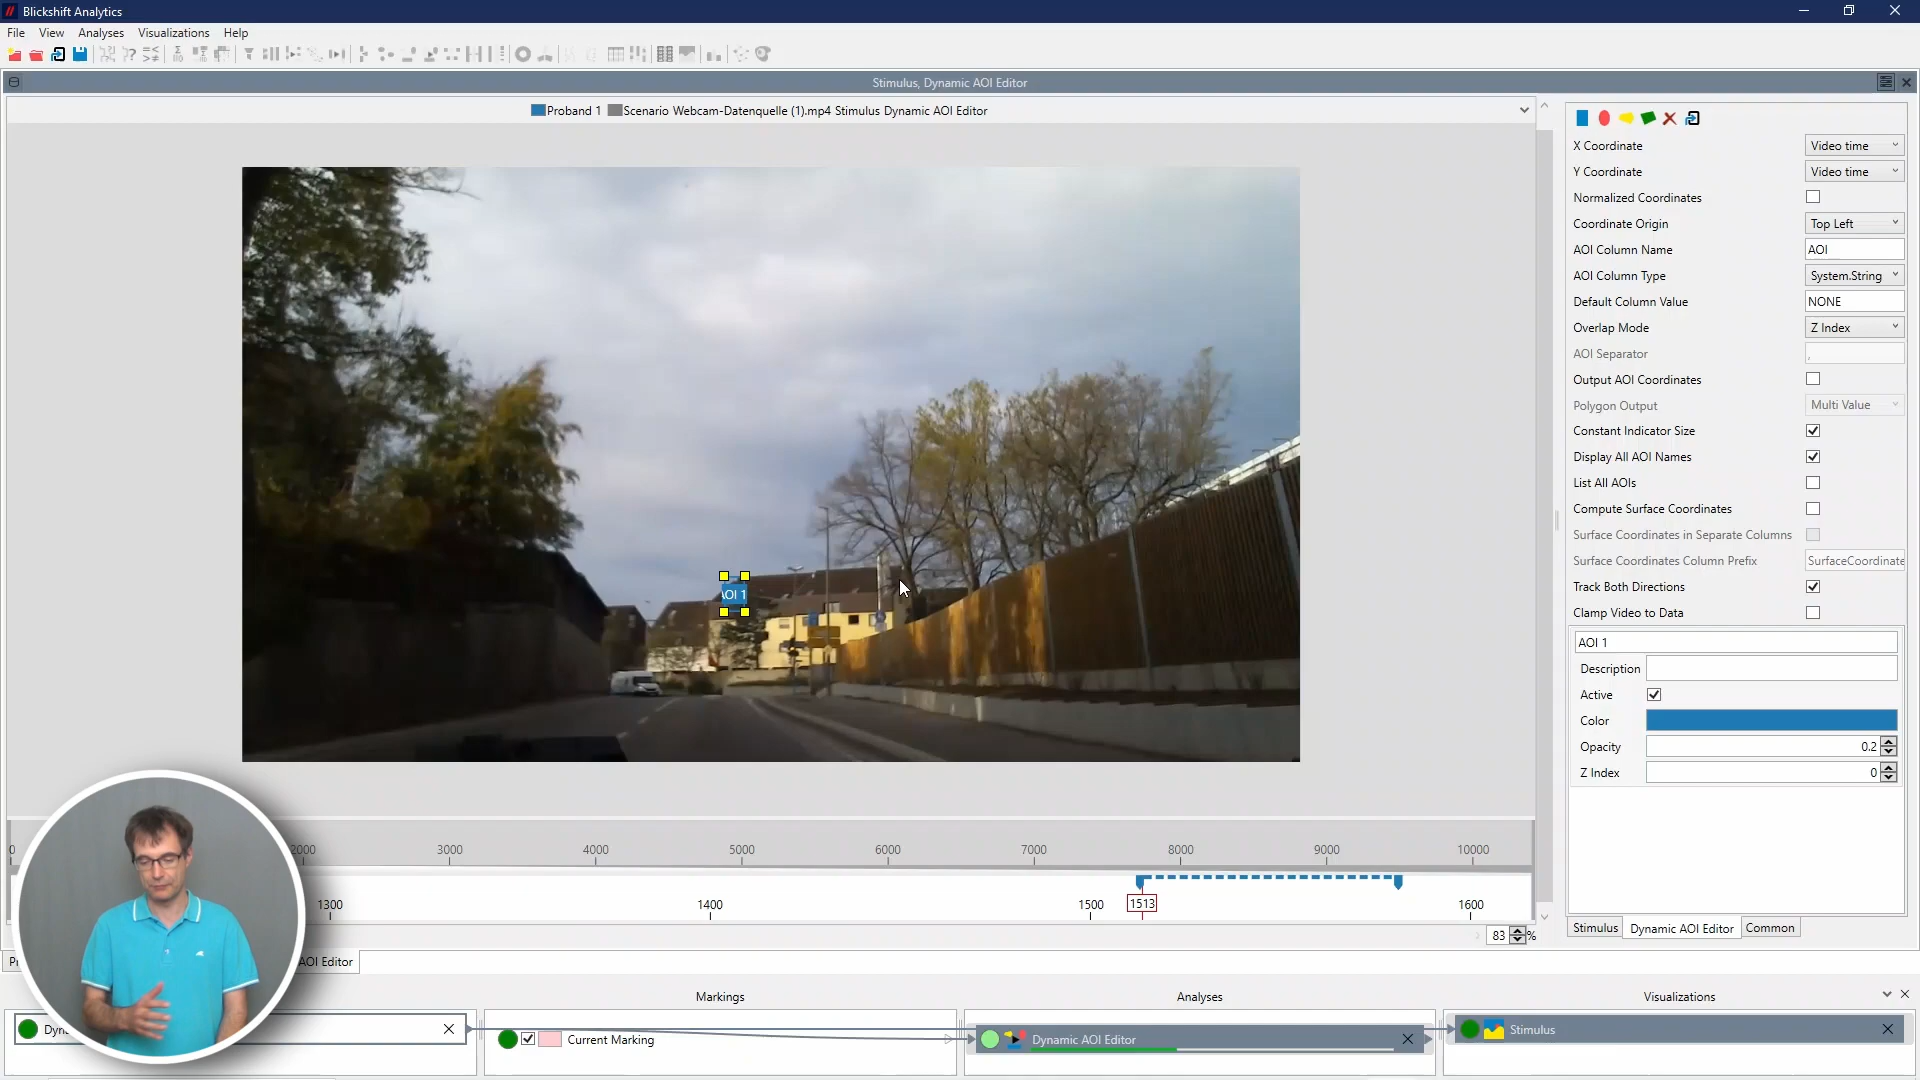 Blickshift Analytics
File View Analyses Visualizations Help
Stimulus, Dynamic AOI Editor
Proband 1 Scenario Webcam-Datenquelle (1).mp4 Stimulus Dynamic AOI Editor
X Coordinate Video time
Y Coordinate Video time
Normalized Coordinates
Coordinate Origin Top Left
AOI Column Name AOI
AOI Column Type System.String
Default Column Value NONE
Overlap Mode Z Index
AOI Separator ,
Output AOI Coordinates
Polygon Output Multi Value
Constant Indicator Size
Display All AOI Names
List All AOIs
Compute Surface Coordinates
Surface Coordinates in Separate Columns
Surface Coordinates Column Prefix SurfaceCoordinate
Track Both Directions
Clamp Video to Data
AOI 1
AOI 1
Description
Active
Color
Opacity 0.2
Z Index 0
0 2000 3000 4000 5000 6000 7000 8000 9000 10000
1300 1400 1500 1513 1600
83 %
Stimulus Dynamic AOI Editor Common
AOI Editor
Markings Analyses Visualizations
Current Marking Dynamic AOI Editor Stimulus